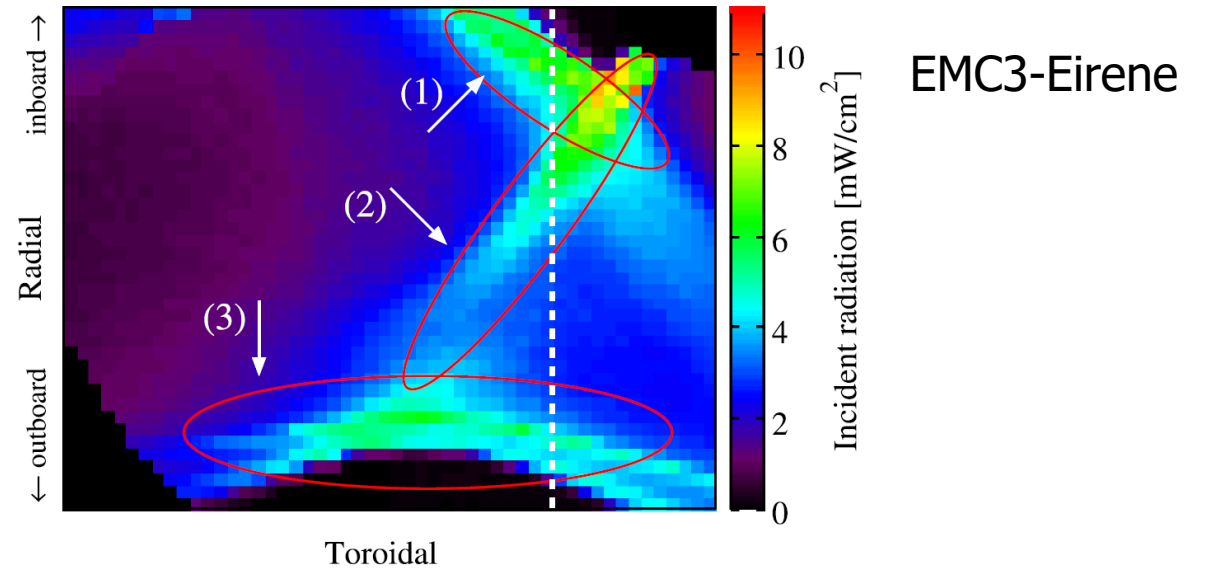 EMC3-Eirene
inboard →
Radial
← outboard
(1)
(2)
(3)
Toroidal
10
8
6
4
2
0
Incident radiation [mW/cm²]